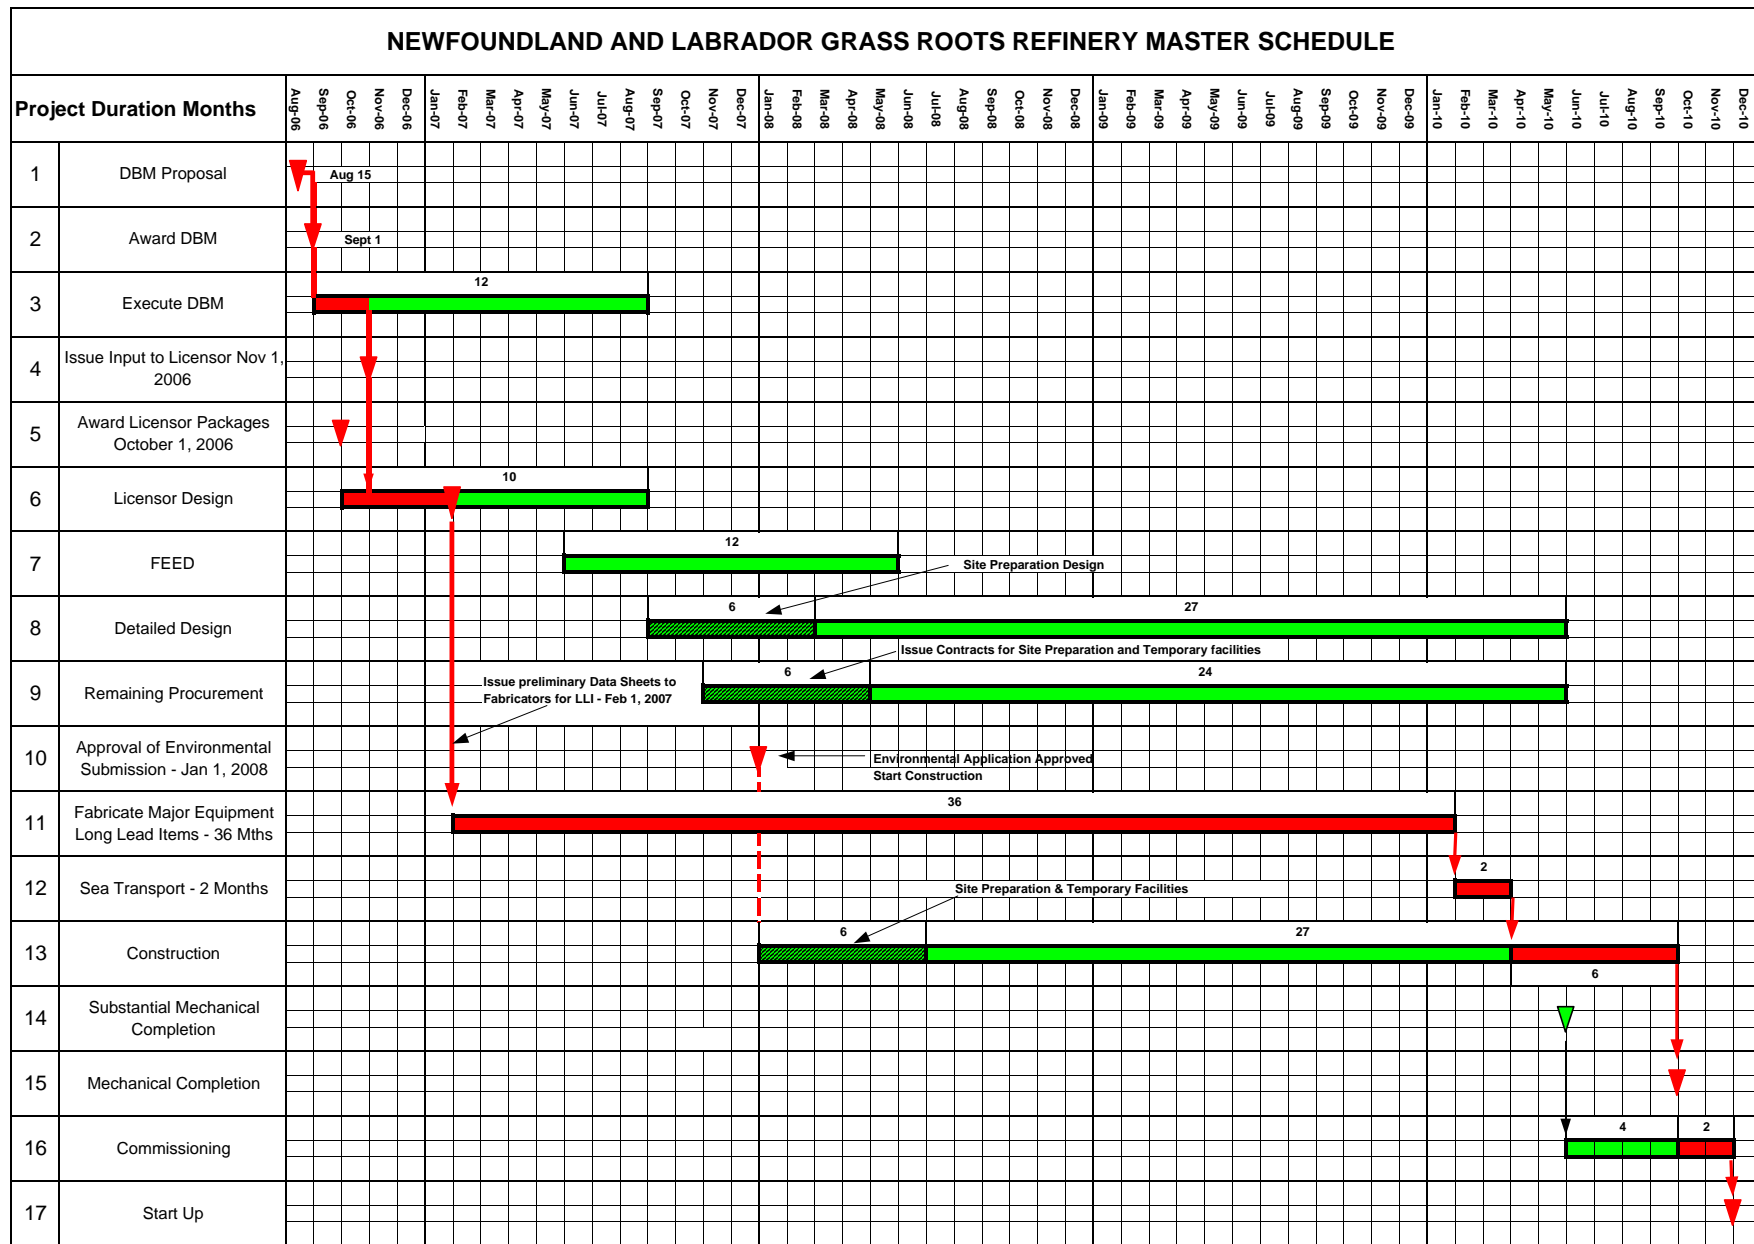 NEWFOUNDLAND AND LABRADOR GRASS ROOTS REFINERY MASTER SCHEDULE
Project Duration Months
Aug-06
Sep-06
Oct-06
Nov-06
Dec-06
Jan-07
Feb-07
Mar-07
Apr-07
May-07
Jun-07
Jul-07
Aug-07
Sep-07
Oct-07
Nov-07
Dec-07
Jan-08
Feb-08
Mar-08
Apr-08
May-08
Jun-08
Jul-08
Aug-08
Sep-08
Oct-08
Nov-08
Dec-08
Jan-09
Feb-09
Mar-09
Apr-09
May-09
Jun-09
Jul-09
Aug-09
Sep-09
Oct-09
Nov-09
Dec-09
Jan-10
Feb-10
Mar-10
Apr-10
May-10
Jun-10
Jul-10
Aug-10
Sep-10
Oct-10
Nov-10
Dec-10
1
DBM Proposal
Aug 15
2
Award DBM
Sept 1
3
Execute DBM
12
4
Issue Input to Licensor Nov 1,
2006
5
Award Licensor Packages
October 1, 2006
6
Licensor Design
10
7
FEED
12
Site Preparation Design
8
Detailed Design
6
27
Issue Contracts for Site Preparation and Temporary facilities
9
Remaining Procurement
Issue preliminary Data Sheets to
Fabricators for LLI - Feb 1, 2007
6
24
10
Approval of Environmental
Submission - Jan 1, 2008
Environmental Application Approved
Start Construction
11
Fabricate Major Equipment
Long Lead Items - 36 Mths
36
12
Sea Transport - 2 Months
2
Site Preparation & Temporary Facilities
13
Construction
6
27
6
14
Substantial Mechanical
Completion
15
Mechanical Completion
16
Commissioning
4
2
17
Start Up